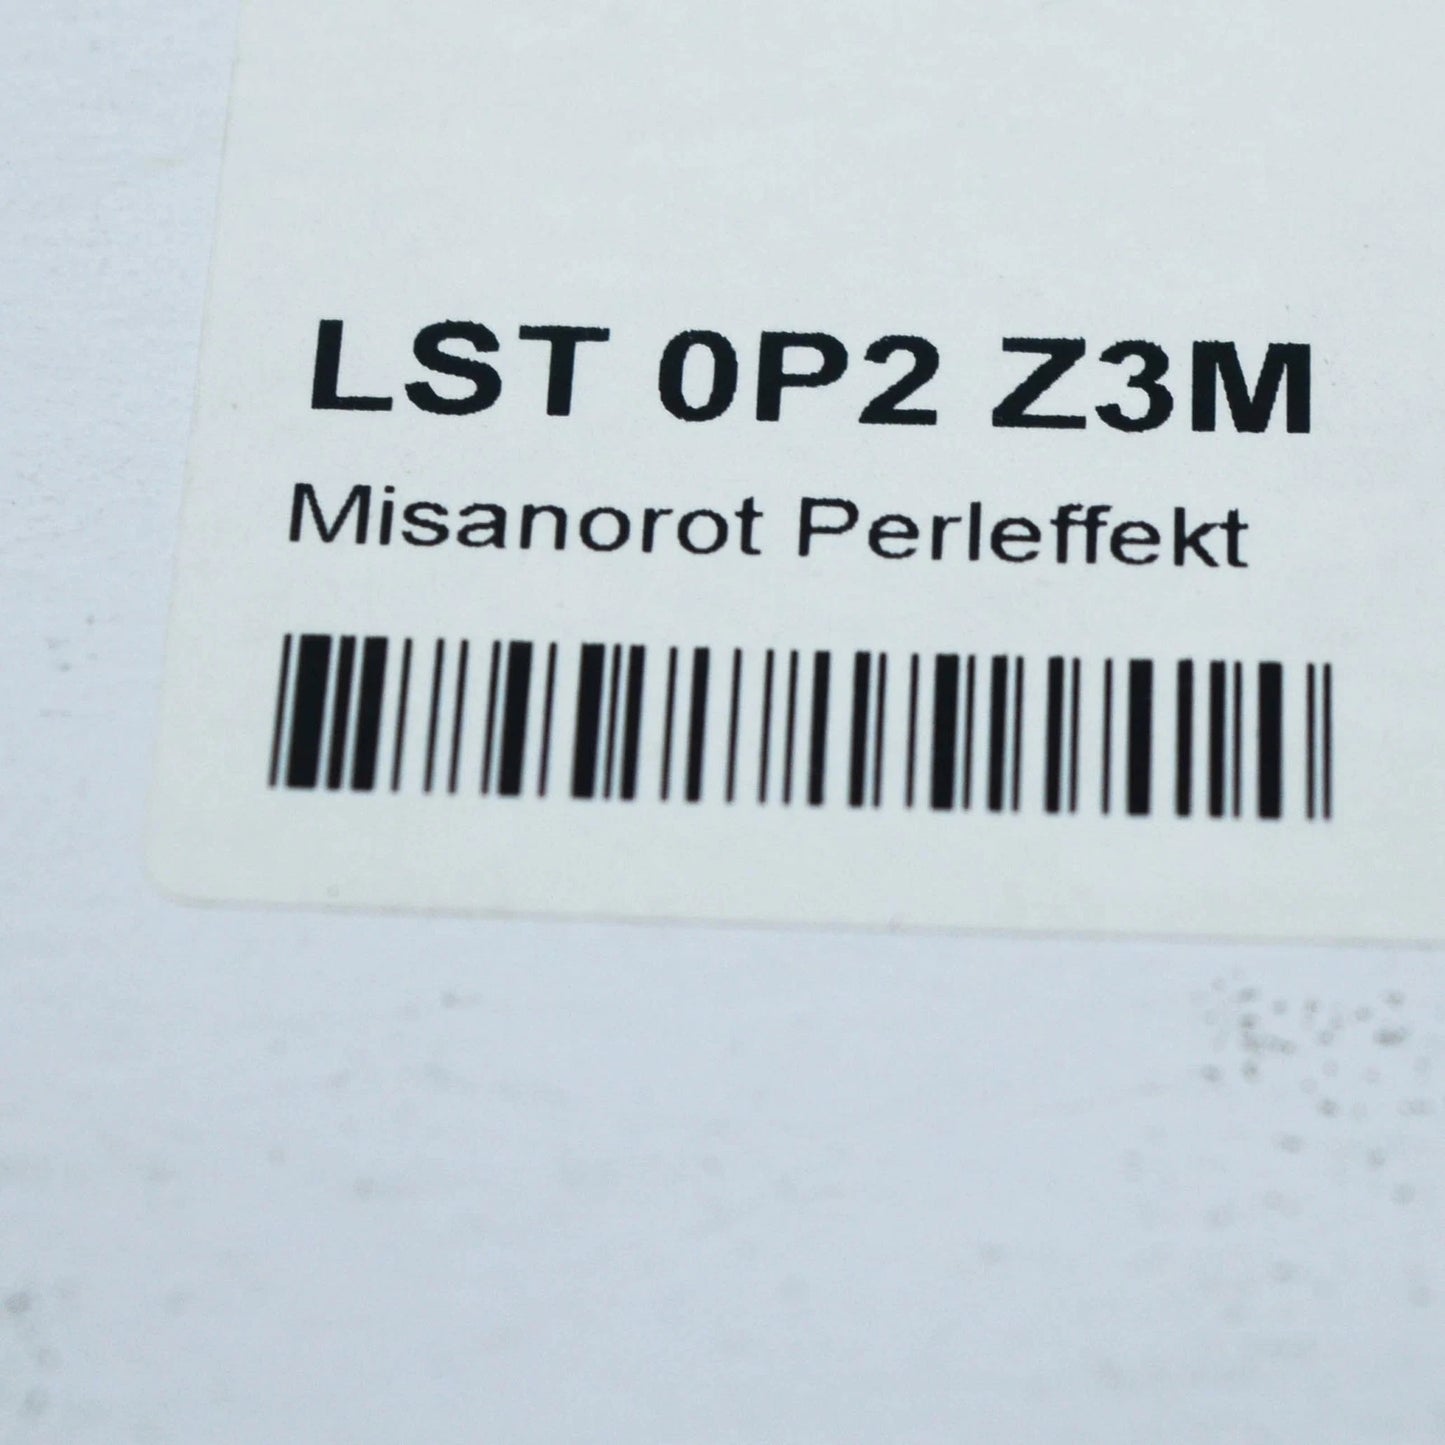 LST 0P2 Z3M
Misanorot Perleffekt